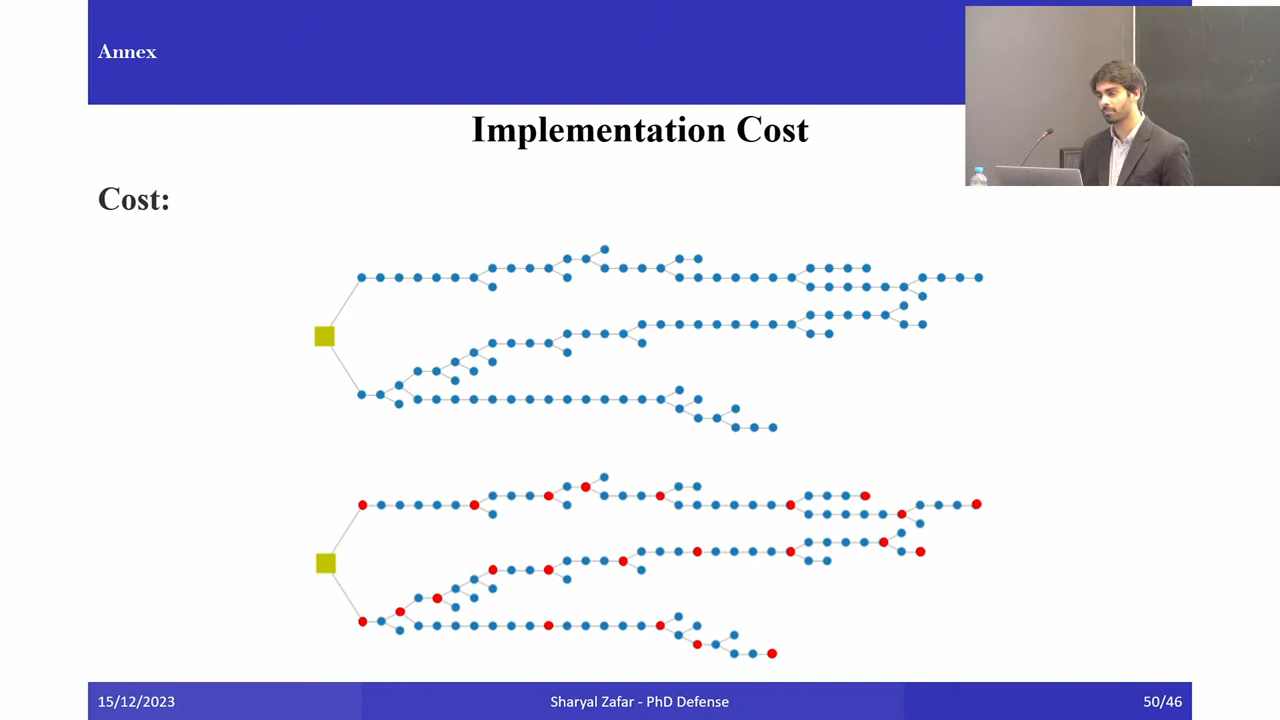 Annex
Implementation Cost
Cost:
15/12/2023
Sharyal Zafar - PhD Defense
50/46